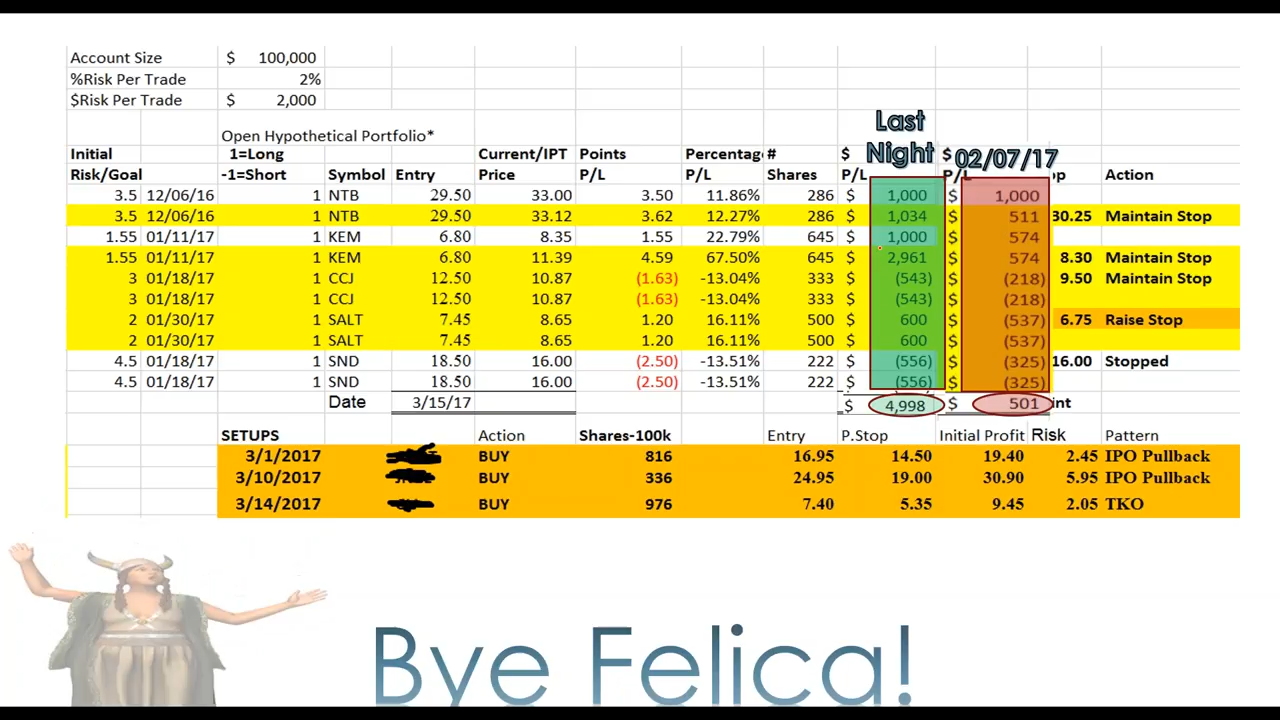 Account Size $ 100,000
%Risk Per Trade 2%
$Risk Per Trade $ 2,000
Last
Open Hypothetical Portfolio*
Initial 1=Long Current/IPT Points Percentag # $ Night $ 02/07/17
Risk/Goal -1=Short Symbol Entry Price P/L P/L Shares P/L P/L op Action
3.5 12/06/16 1 NTB 29.50 33.00 3.50 11.86% 286 $ 1,000 $ 1,000
3.5 12/06/16 1 NTB 29.50 33.12 3.62 12.27% 286 $ 1,034 $ 511 30.25 Maintain Stop
1.55 01/11/17 1 KEM 6.80 8.35 1.55 22.79% 645 $ 1,000 $ 574
1.55 01/11/17 1 KEM 6.80 11.39 4.59 67.50% 645 $ 2,961 $ 574 8.30 Maintain Stop
3 01/18/17 1 CCJ 12.50 10.87 (1.63) -13.04% 333 $ (543) $ (218) 9.50 Maintain Stop
3 01/18/17 1 CCJ 12.50 10.87 (1.63) -13.04% 333 $ (543) $ (218)
2 01/30/17 1 SALT 7.45 8.65 1.20 16.11% 500 $ 600 $ (537) 6.75 Raise Stop
2 01/30/17 1 SALT 7.45 8.65 1.20 16.11% 500 $ 600 $ (537)
4.5 01/18/17 1 SND 18.50 16.00 (2.50) -13.51% 222 $ (556) $ (325) 16.00 Stopped
4.5 01/18/17 1 SND 18.50 16.00 (2.50) -13.51% 222 $ (556) $ (325)
Date 3/15/17 $ 4,998 $ 501 int
SETUPS Action Shares-100k Entry P.Stop Initial Profit Risk Pattern
3/1/2017 BUY 816 16.95 14.50 19.40 2.45 IPO Pullback
3/10/2017 BUY 336 24.95 19.00 30.90 5.95 IPO Pullback
3/14/2017 BUY 976 7.40 5.35 9.45 2.05 TKO
Bye Felica!